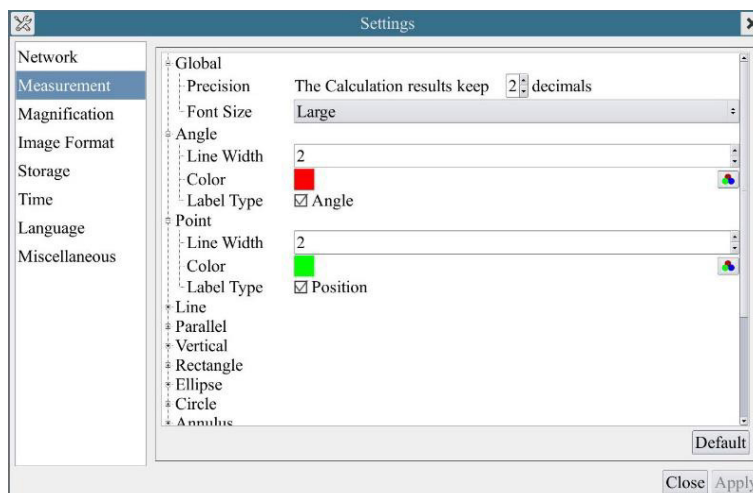 Settings
Network
Measurement
Magnification
Image Format
Storage
Time
Language
Miscellaneous
Global
Precision The Calculation results keep 2 decimals
Font Size Large
Angle
Line Width 2
Color
Label Type Angle
Point
Line Width 2
Color
Label Type Position
Line
Parallel
Vertical
Rectangle
Ellipse
Circle
Annulus
Default
Close Apply